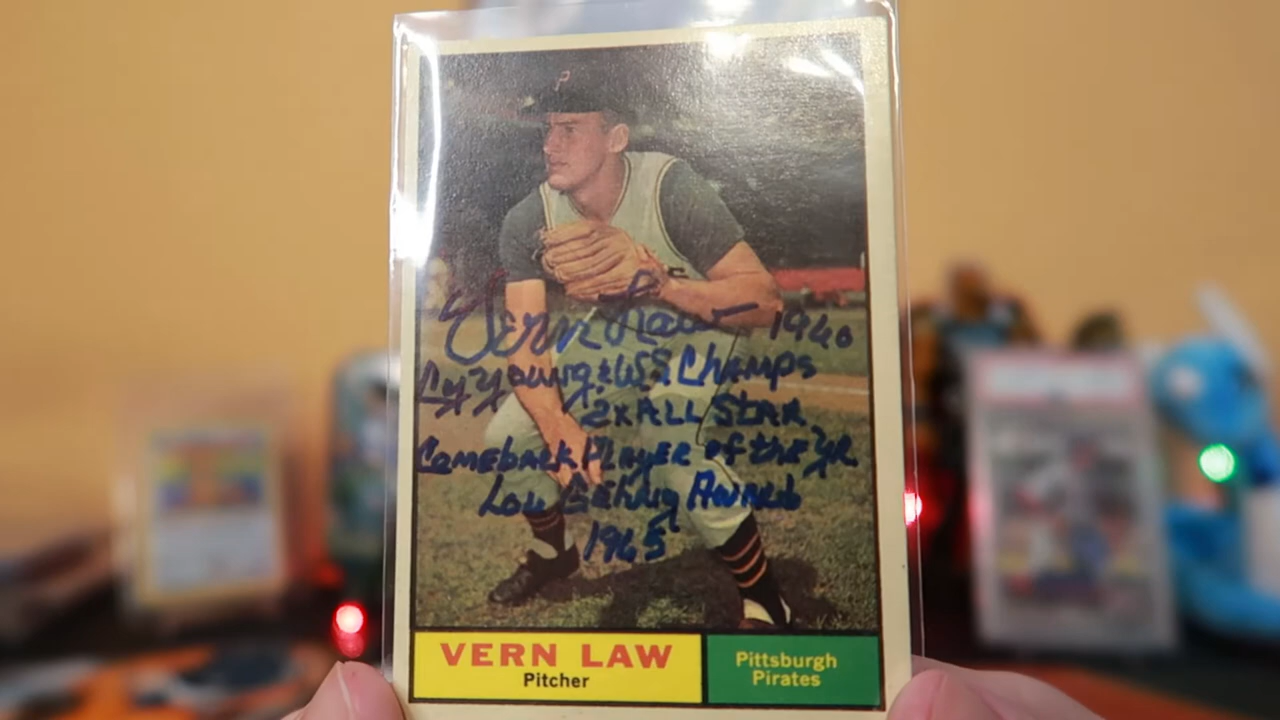 P
Vern Law 1960
Cy Young & WS Champs
2x ALL STAR
Comeback Player of the Yr.
Lou Gehrig Award
1965
VERN LAW
Pitcher
Pittsburgh
Pirates